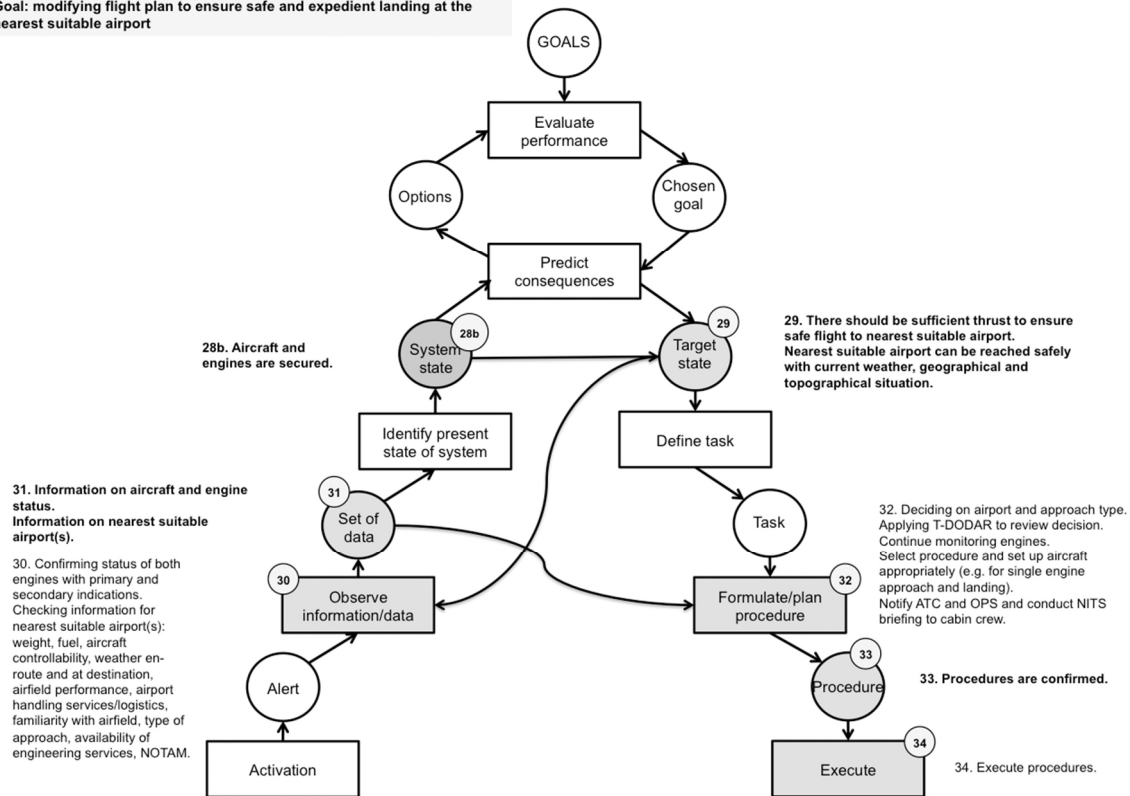 Goal: modifying flight plan to ensure safe and expedient landing at the
nearest suitable airport
GOALS
Evaluate
performance
Options
Chosen
goal
Predict
consequences
28b. Aircraft and
engines are secured.
System
state
28b
29
Target
state
29. There should be sufficient thrust to ensure
safe flight to nearest suitable airport.
Nearest suitable airport can be reached safely
with current weather, geographical and
topographical situation.
Identify present
state of system
Define task
31. Information on aircraft and engine
status.
Information on nearest suitable
airport(s).
31
Set of
data
Task
30. Confirming status of both
engines with primary and
secondary indications.
Checking information for
nearest suitable airport(s):
weight, fuel, aircraft
controllability, weather en-
route and at destination,
airfield performance, airport
handling services/logistics,
familiarity with airfield, type of
approach, availability of
engineering services, NOTAM.
30
Observe
information/data
32
Formulate/plan
procedure
32. Deciding on airport and approach type.
Applying T-DODAR to review decision.
Continue monitoring engines.
Select procedure and set up aircraft
appropriately (e.g. for single engine
approach and landing).
Notify ATC and OPS and conduct NITS
briefing to cabin crew.
Alert
33
Procedure
33. Procedures are confirmed.
Activation
34
Execute
34. Execute procedures.